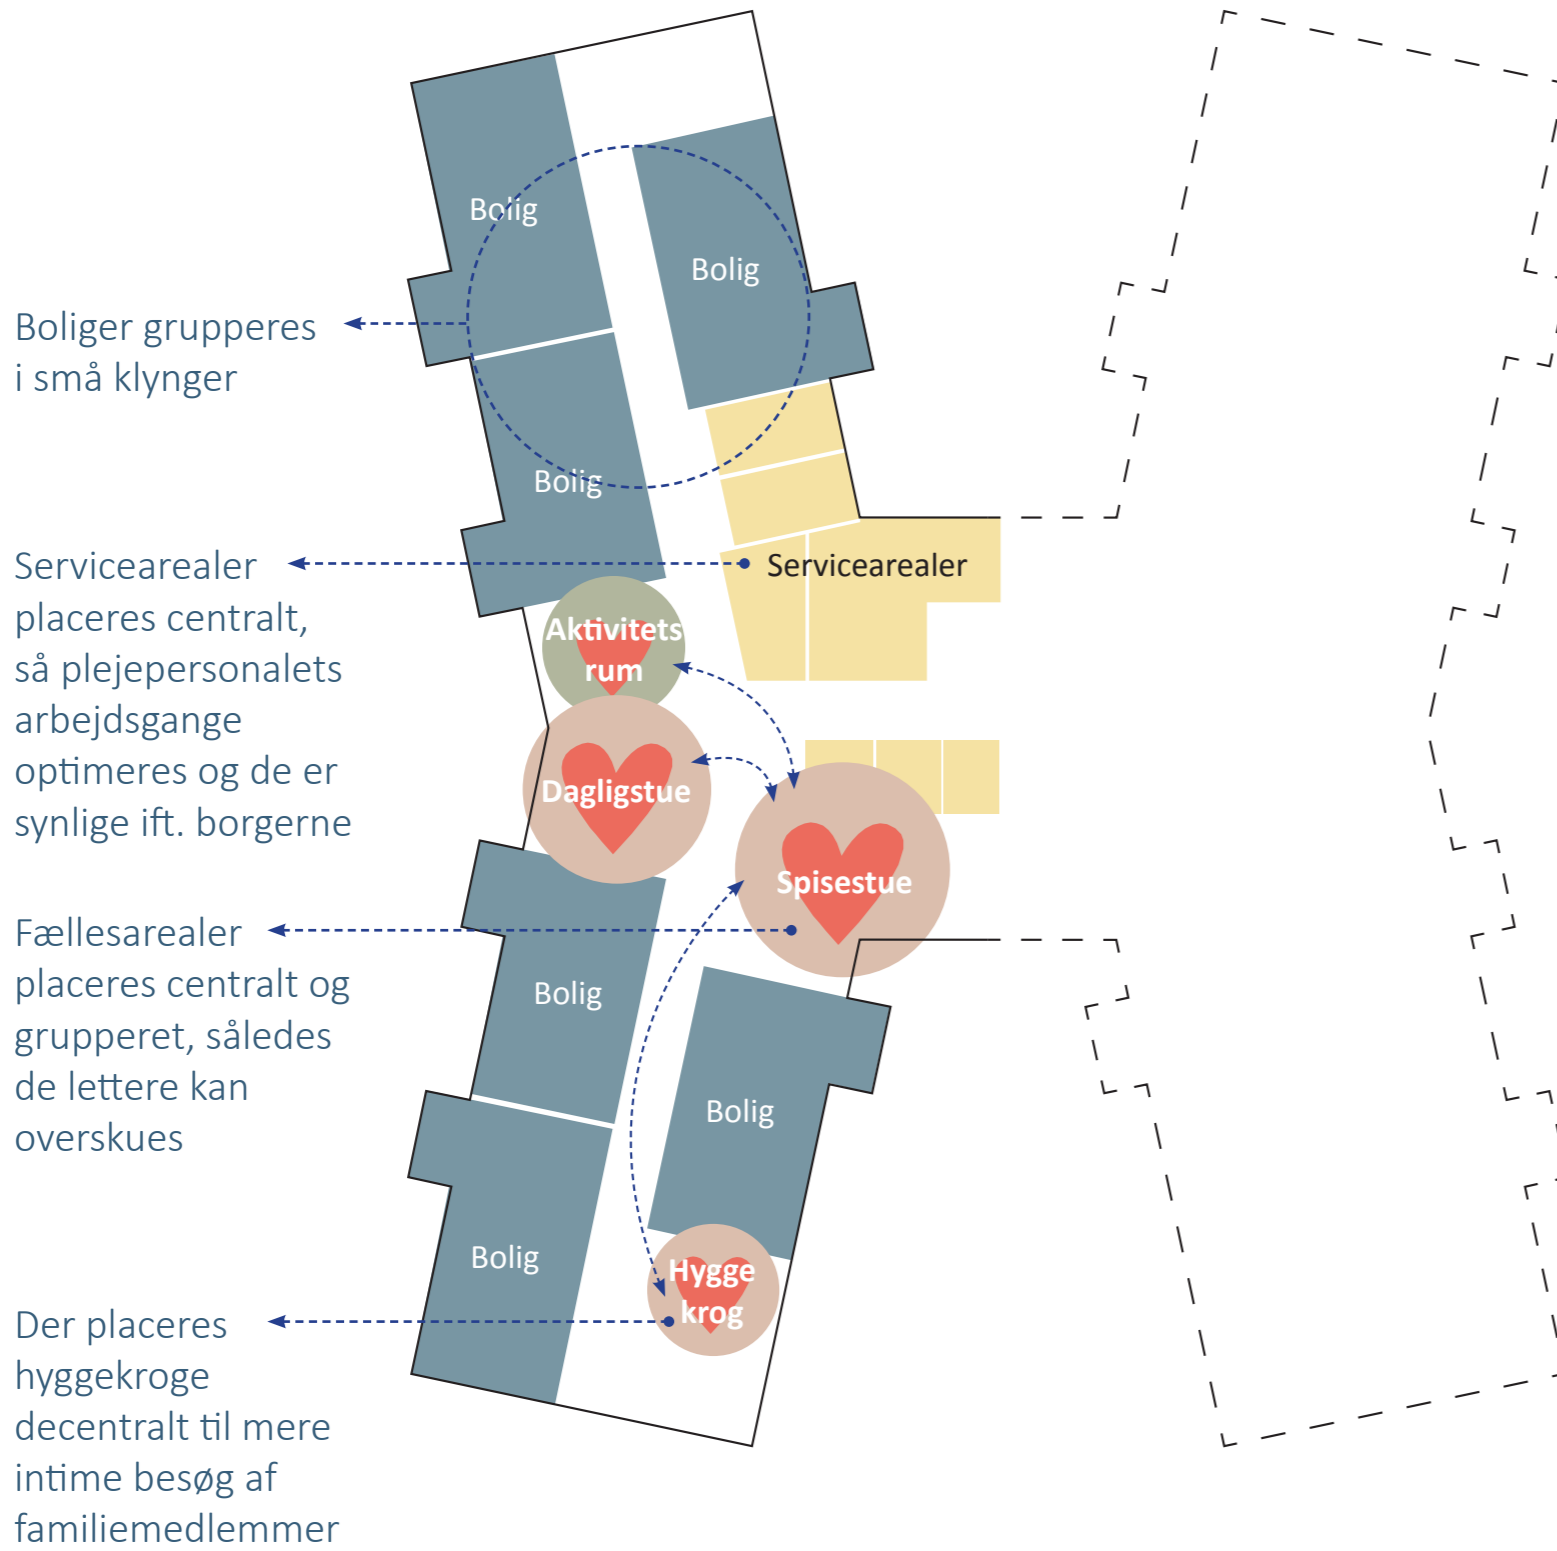 Bolig
Bolig
Boliger grupperes
i små klynger
Bolig
Servicearealer
placeres centralt,
så plejepersonalets
arbejdsgange
optimeres og de er
synlige ift. borgerne
Servicearealer
Aktivitets
rum
Dagligstue
Spisestue
Fællesarealer
placeres centralt og
grupperet, således
de lettere kan
overskues
Bolig
Bolig
Bolig
Hygge
krog
Der placeres
hyggekroge
decentralt til mere
intime besøg af
familiemedlemmer